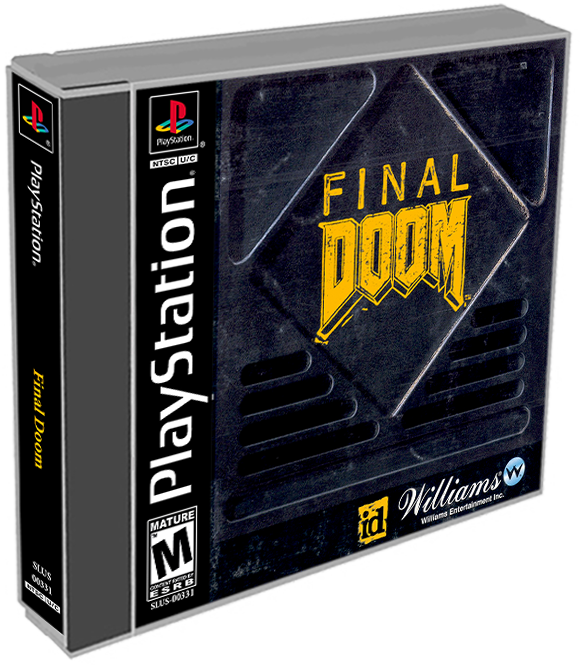 PlayStation.
Final Doom
SLUS
00331
NTSC U/C
PlayStation.
®
NTSC U/C
PlayStation®
MATURE
M
CONTENT RATED BY
ESRB
SLUS-00331
FINAL
DOOM
id
Williams®
W
Williams Entertainment Inc.